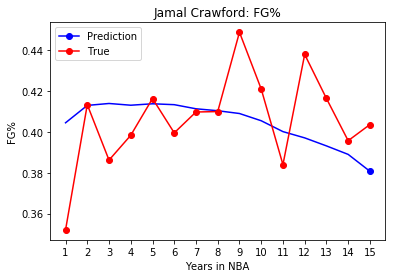 Jamal Crawford: FG%
Prediction
True
FG%
0.44
0.42
0.40
0.38
0.36
1 2 3 4 5 6 7 8 9 10 11 12 13 14 15
Years in NBA